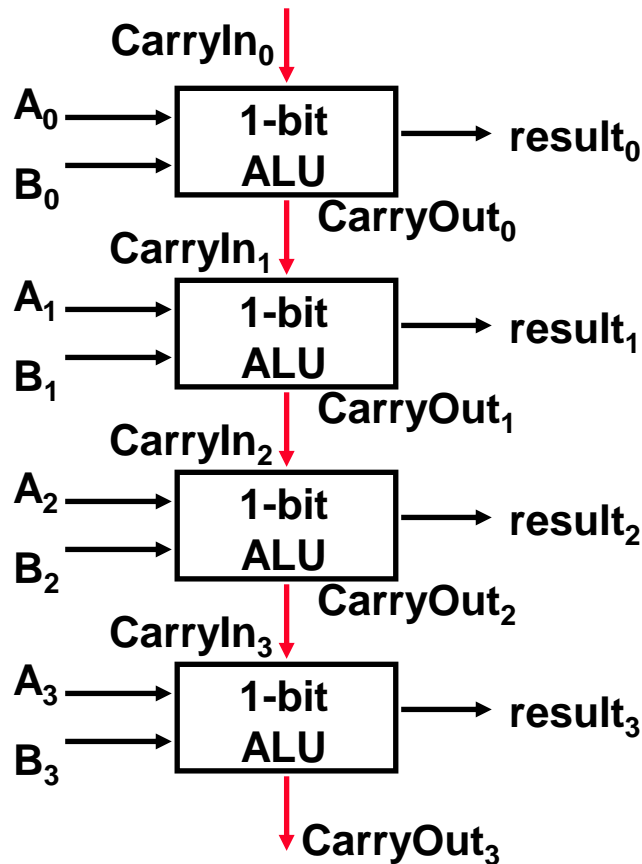 CarryIn₀
A₀
1-bit
ALU
result₀
B₀
CarryOut₀
CarryIn₁
A₁
1-bit
ALU
result₁
B₁
CarryOut₁
CarryIn₂
A₂
1-bit
ALU
result₂
B₂
CarryOut₂
CarryIn₃
A₃
1-bit
ALU
result₃
B₃
CarryOut₃